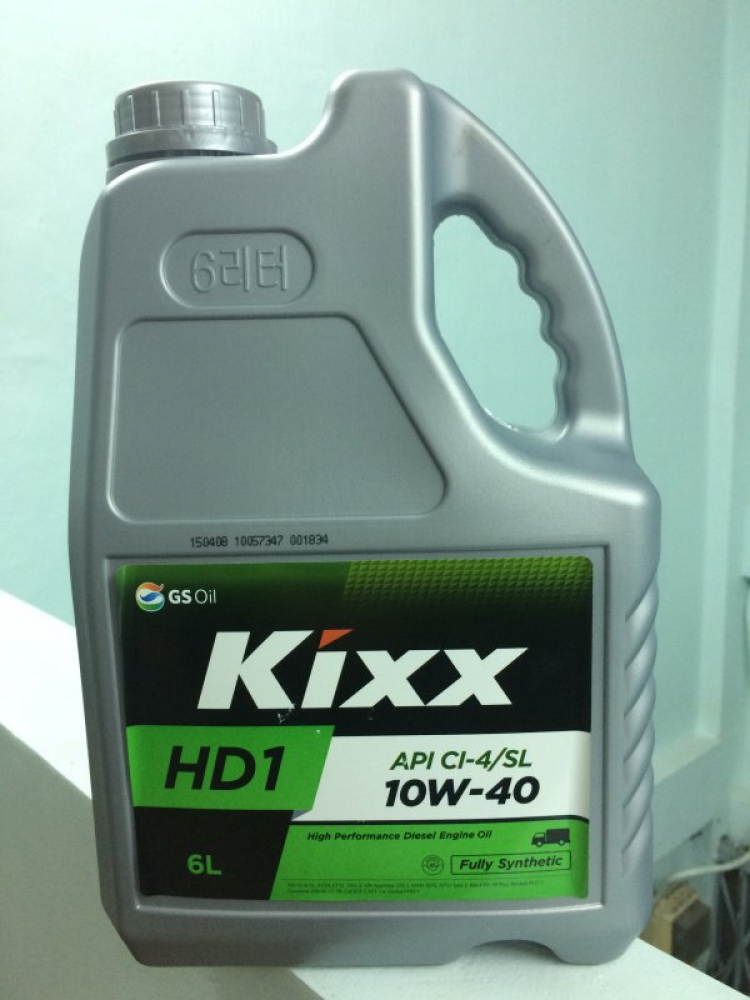 6리터
150408 10057347 001834
GS Oil
Kixx
HD1
API CI-4/SL
10W-40
High Performance Diesel Engine Oil
6L
Fully Synthetic